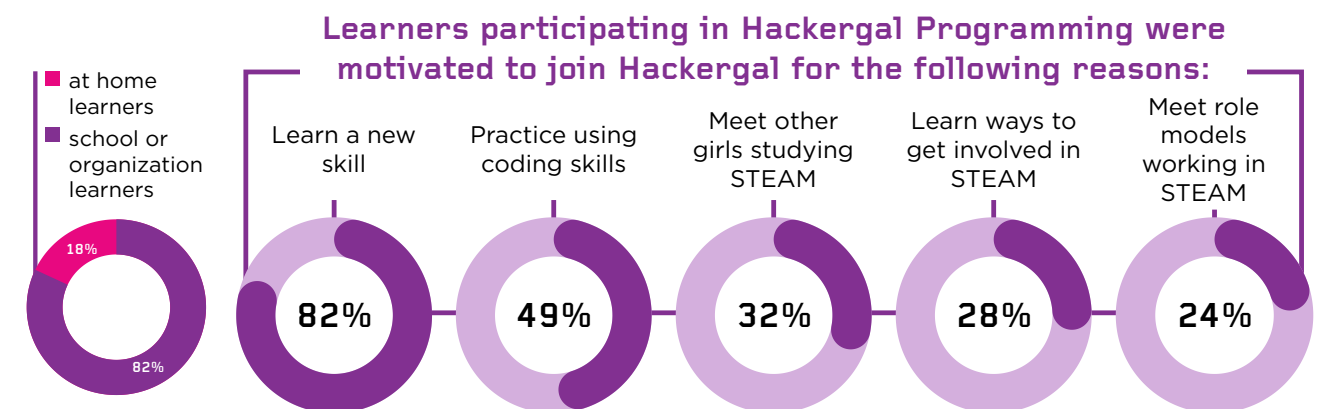 Learners participating in Hackergal Programming were
motivated to join Hackergal for the following reasons:
at home
learners
school or
organization
learners
18%
82%
Learn a new
skill
82%
Practice using
coding skills
49%
Meet other
girls studying
STEAM
32%
Learn ways to
get involved in
STEAM
28%
Meet role
models
working in
STEAM
24%